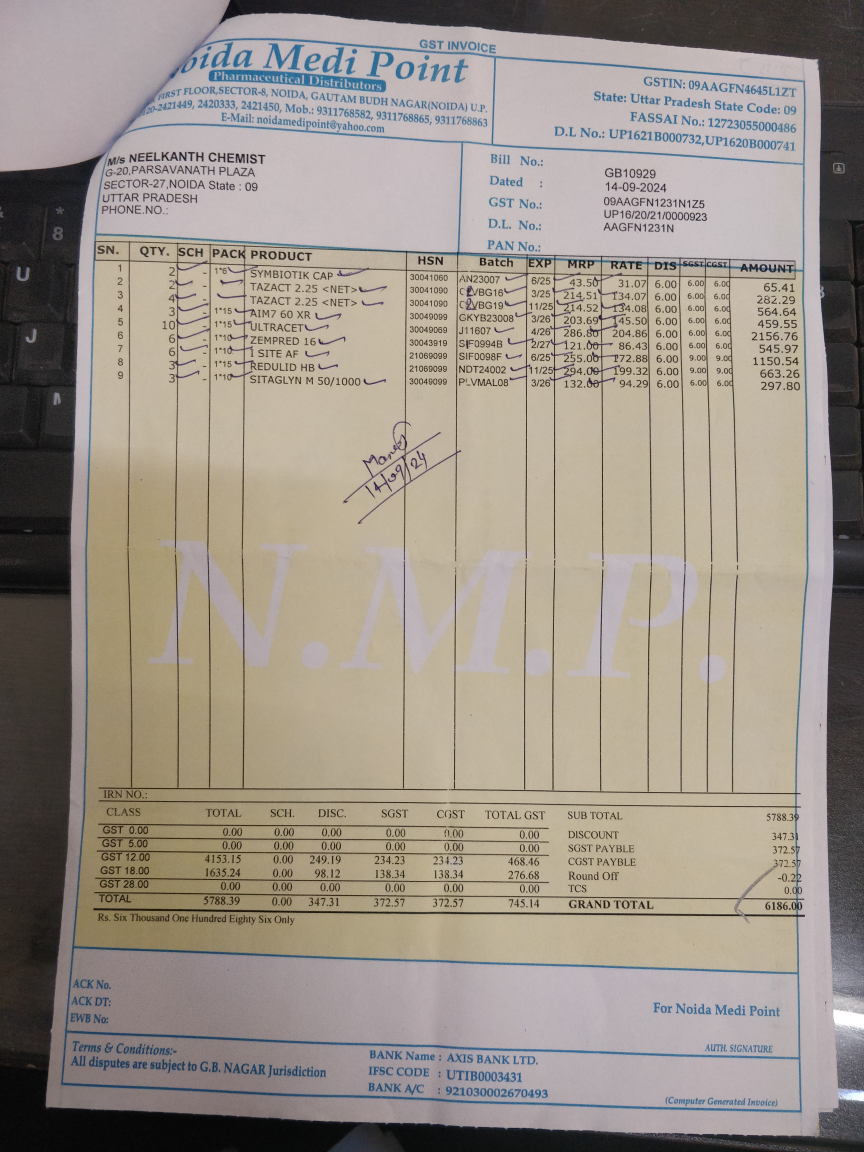 GST INVOICE
oida Medi Point
Pharmaceutical Distributors
FIRST FLOOR,SECTOR-8, NOIDA, GAUTAM BUDH NAGAR(NOIDA) U.P.
0120-2421449, 2420333, 2421450, Mob.: 9311768582, 9311768865, 9311768863
E-Mail: noidamedipoint@yahoo.com
GSTIN: 09AAGFN4645L1ZT
State: Uttar Pradesh State Code: 09
FASSAI No.: 12723055000486
D.L No.: UP1621B000732,UP1620B000741
M/s NEELKANTH CHEMIST
G-20,PARSAVANATH PLAZA
SECTOR-27,NOIDA State : 09
UTTAR PRADESH
PHONE.NO.:
Bill No.: GB10929
Dated : 14-09-2024
GST No.: 09AAGFN1231N1Z5
D.L. No.: UP16/20/21/0000923
PAN No.: AAGFN1231N
SN. QTY. SCH PACK PRODUCT HSN Batch EXP MRP RATE DIS SGST CGST AMOUNT
1 2 - 1*6 SYMBIOTIK CAP 30041060 AN23007 6/25 43.50 31.07 6.00 6.00 6.00 65.41
2 2 - TAZACT 2.25 <NET> 30041090 VBG16 3/25 214.51 134.07 6.00 6.00 6.00 282.29
3 4 - TAZACT 2.25 <NET> 30041090 VBG19 11/25 214.52 134.08 6.00 6.00 6.00 564.64
4 3 - 1*15 AIM7 60 XR 30049099 GKYB23008 3/26 203.69 145.50 6.00 6.00 6.00 459.55
5 10 - 1*15 ULTRACET 30049069 J11607 4/26 286.80 204.86 6.00 6.00 6.00 2156.76
6 6 - 1*10 ZEMPRED 16 30043919 SIF0994B 2/27 121.00 86.43 6.00 6.00 6.00 545.97
7 6 - 1*10 1 SITE AF 21069099 SIF0098F 6/25 255.00 172.88 6.00 9.00 9.00 1150.54
8 3 - 1*15 REDULID HB 21069099 NDT24002 11/25 294.00 199.32 6.00 9.00 9.00 663.26
9 3 - 1*10 SITAGLYN M 50/1000 30049099 PLVMAL08 3/26 132.00 94.29 6.00 6.00 6.00 297.80
14/09/24
N.M.P.
IRN NO.:
CLASS TOTAL SCH. DISC. SGST CGST TOTAL GST
GST 0.00 0.00 0.00 0.00 0.00 0.00 0.00
GST 5.00 0.00 0.00 0.00 0.00 0.00 0.00
GST 12.00 4153.15 0.00 249.19 234.23 234.23 468.46
GST 18.00 1635.24 0.00 98.12 138.34 138.34 276.68
GST 28.00 0.00 0.00 0.00 0.00 0.00 0.00
TOTAL 5788.39 0.00 347.31 372.57 372.57 745.14
SUB TOTAL 5788.39
DISCOUNT 347.31
SGST PAYBLE 372.57
CGST PAYBLE 372.57
Round Off -0.22
TCS 0.00
GRAND TOTAL 6186.00
Rs. Six Thousand One Hundred Eighty Six Only
ACK No.
ACK DT:
EWB No:
For Noida Medi Point
AUTH. SIGNATURE
Terms & Conditions:-
All disputes are subject to G.B. NAGAR Jurisdiction
BANK Name : AXIS BANK LTD.
IFSC CODE : UTIB0003431
BANK A/C : 921030002670493
(Computer Generated Invoice)
U
J
M
8
*